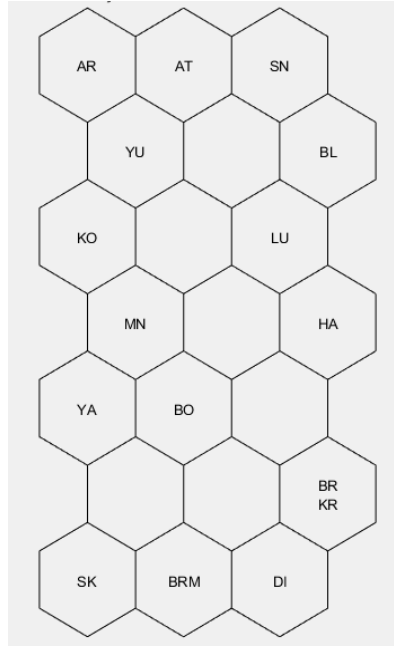 AR AT SN
YU BL
KO LU
MN HA
YA BO
BR
KR
SK BRM DI